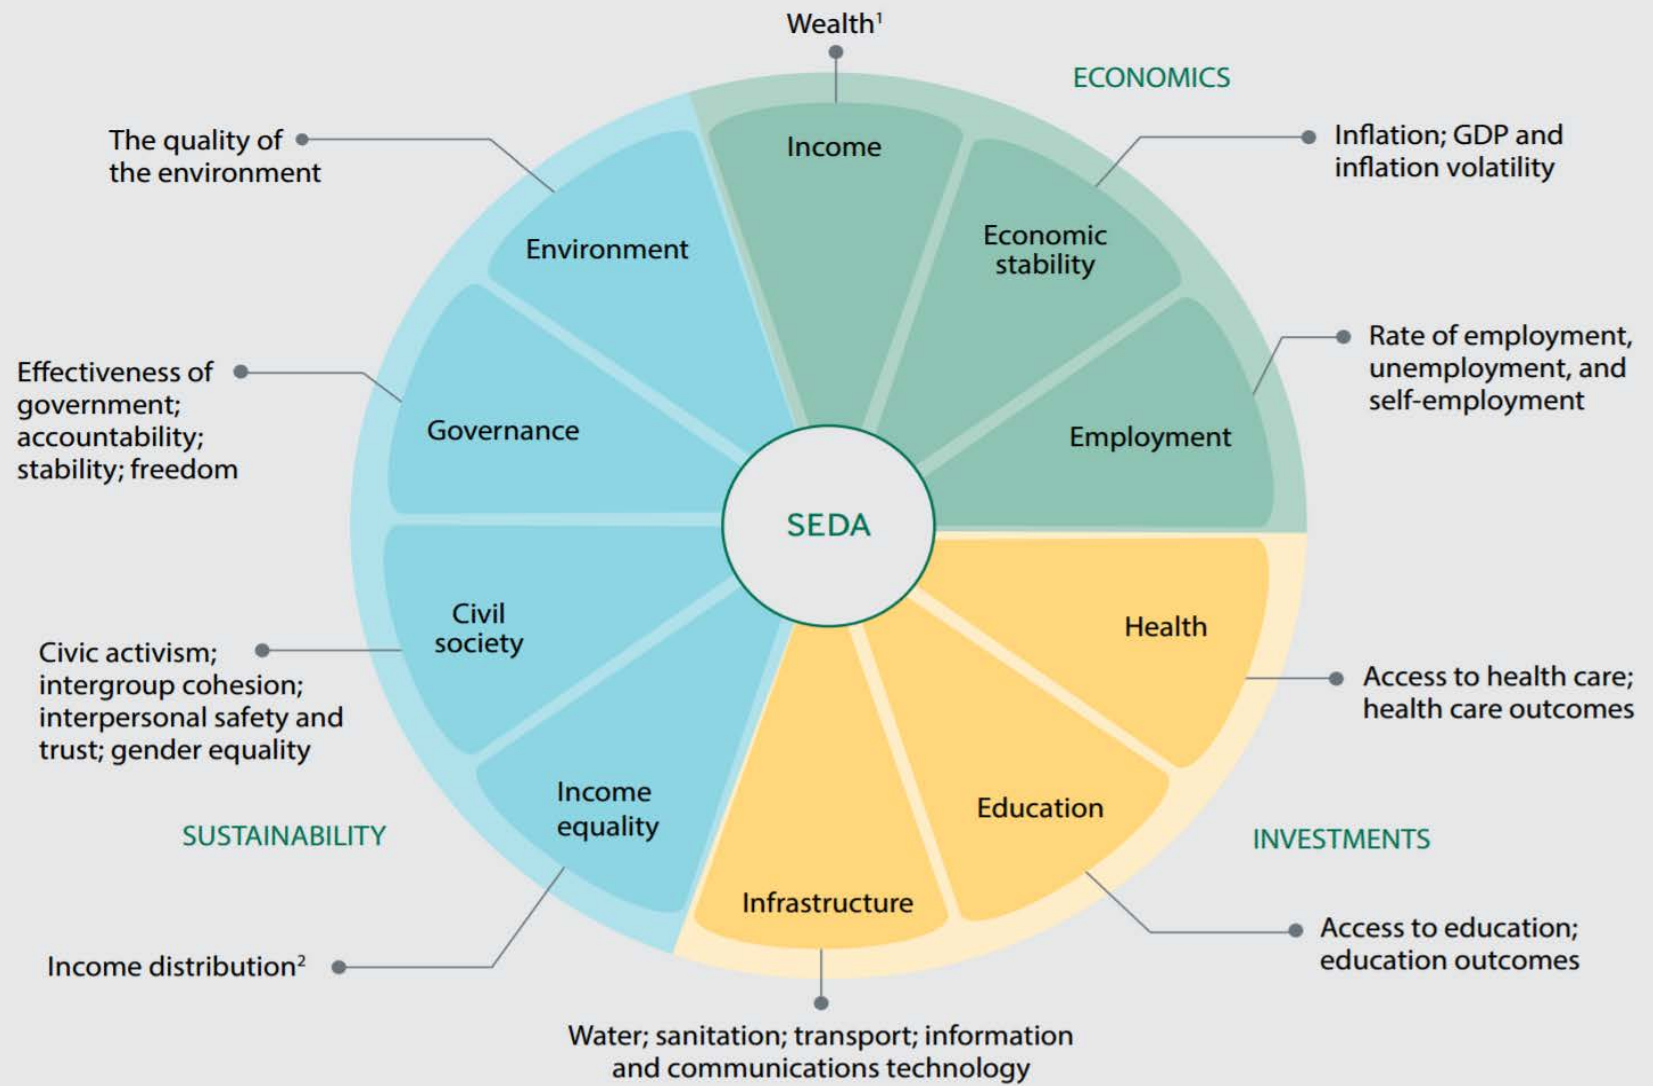 Wealth¹
ECONOMICS
Income
Inflation; GDP and
inflation volatility
Economic
stability
Rate of employment,
unemployment, and
self-employment
Employment
Health
Access to health care;
health care outcomes
INVESTMENTS
Education
Access to education;
education outcomes
Infrastructure
Water; sanitation; transport; information
and communications technology
Income
equality
Income distribution²
SUSTAINABILITY
Civil
society
Civic activism;
intergroup cohesion;
interpersonal safety and
trust; gender equality
Governance
Effectiveness of
government;
accountability;
stability; freedom
Environment
The quality of
the environment
SEDA